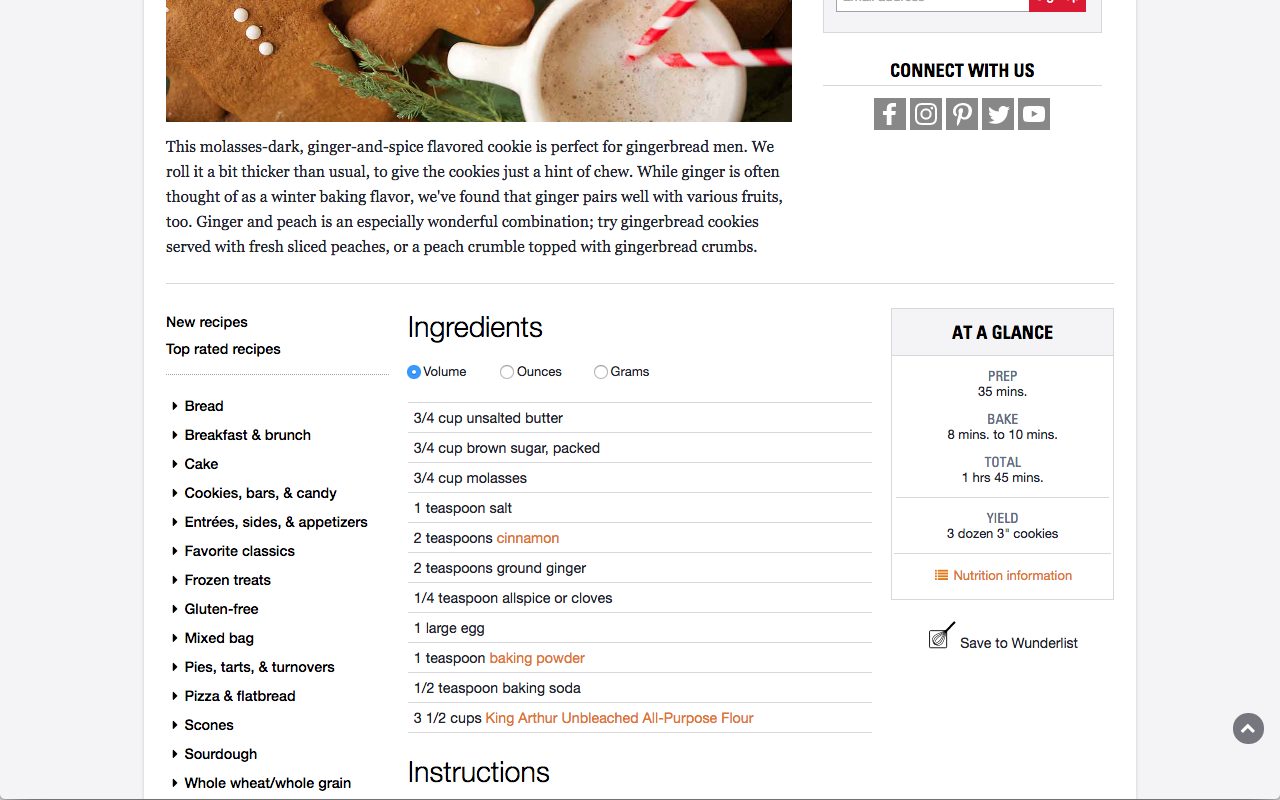 CONNECT WITH US
This molasses-dark, ginger-and-spice flavored cookie is perfect for gingerbread men. We
roll it a bit thicker than usual, to give the cookies just a hint of chew. While ginger is often
thought of as a winter baking flavor, we've found that ginger pairs well with various fruits,
too. Ginger and peach is an especially wonderful combination; try gingerbread cookies
served with fresh sliced peaches, or a peach crumble topped with gingerbread crumbs.
New recipes
Top rated recipes
Bread
Breakfast & brunch
Cake
Cookies, bars, & candy
Entrées, sides, & appetizers
Favorite classics
Frozen treats
Gluten-free
Mixed bag
Pies, tarts, & turnovers
Pizza & flatbread
Scones
Sourdough
Whole wheat/whole grain
Ingredients
Volume Ounces Grams
3/4 cup unsalted butter
3/4 cup brown sugar, packed
3/4 cup molasses
1 teaspoon salt
2 teaspoons cinnamon
2 teaspoons ground ginger
1/4 teaspoon allspice or cloves
1 large egg
1 teaspoon baking powder
1/2 teaspoon baking soda
3 1/2 cups King Arthur Unbleached All-Purpose Flour
Instructions
AT A GLANCE
PREP
35 mins.
BAKE
8 mins. to 10 mins.
TOTAL
1 hrs 45 mins.
YIELD
3 dozen 3" cookies
Nutrition information
Save to Wunderlist